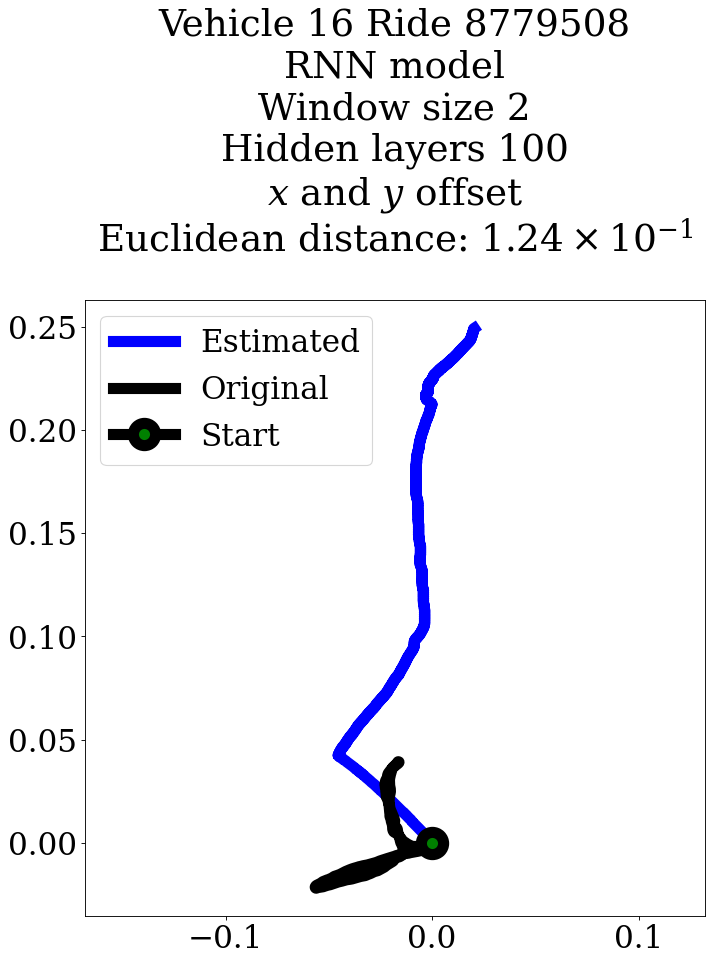 Vehicle 16 Ride 8779508
RNN model
Window size 2
Hidden layers 100
x and y offset
Euclidean distance: 1.24 × 10⁻¹
Estimated
Original
Start
0.25
0.20
0.15
0.10
0.05
0.00
−0.1
0.0
0.1